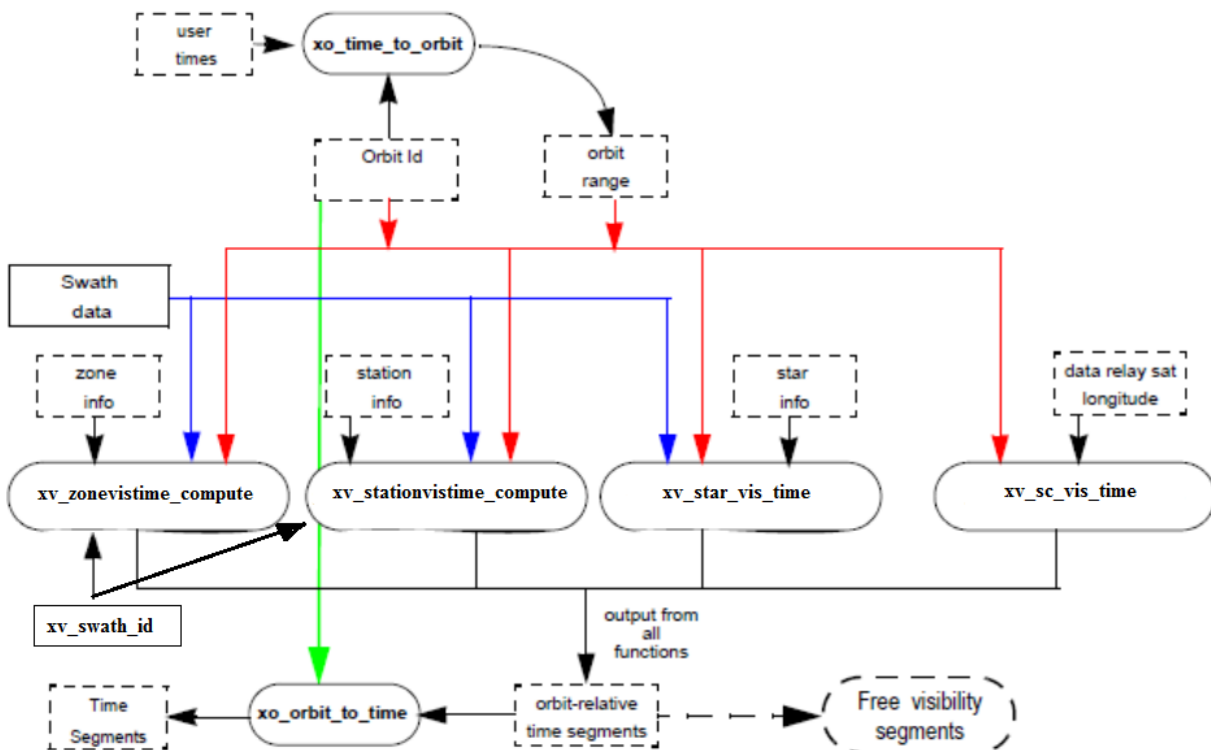 user
times
xo_time_to_orbit
Orbit Id
orbit
range
Swath
data
zone
info
station
info
star
info
data relay sat
longitude
xv_zonevistime_compute
xv_stationvistime_compute
xv_star_vis_time
xv_sc_vis_time
xv_swath_id
output from
all
functions
Time
Segments
xo_orbit_to_time
orbit-relative
time segments
Free visibility
segments